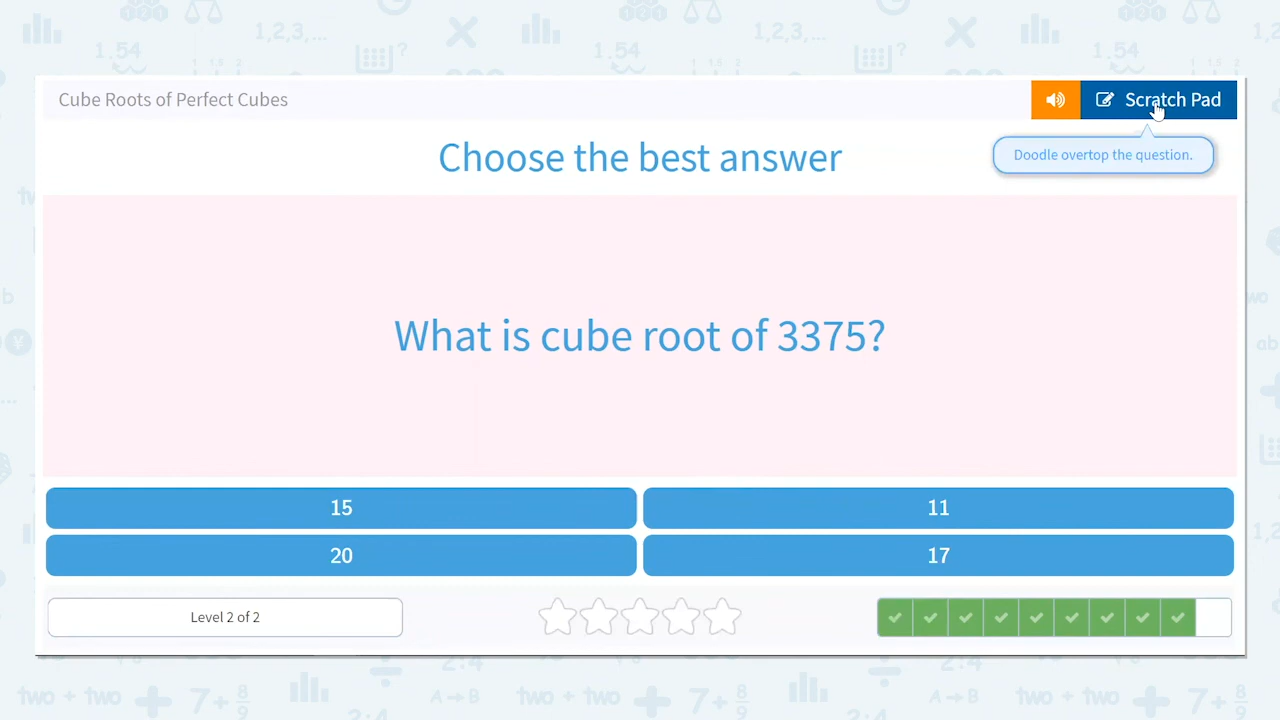 Cube Roots of Perfect Cubes
Scratch Pad
Choose the best answer
Doodle overtop the question.
What is cube root of 3375?
15
11
20
17
Level 2 of 2